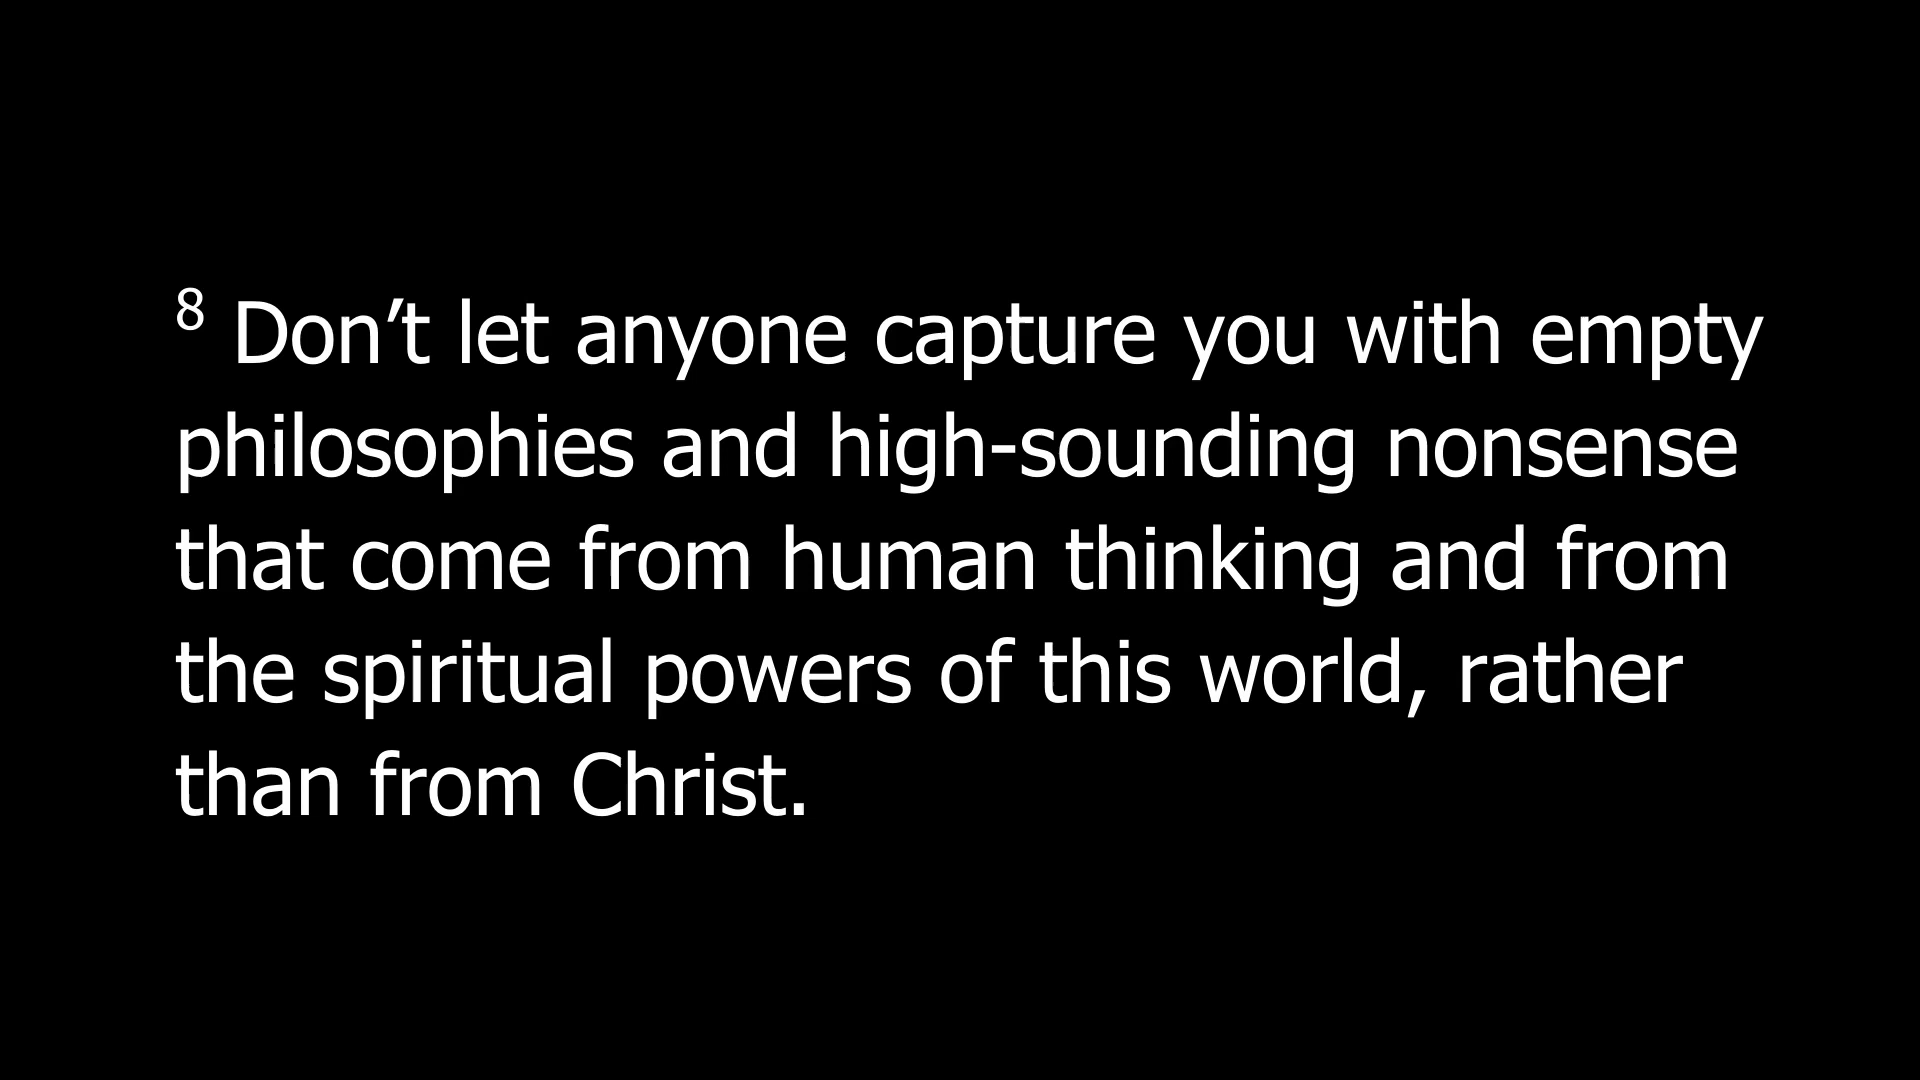 8 Don’t let anyone capture you with empty
philosophies and high-sounding nonsense
that come from human thinking and from
the spiritual powers of this world, rather
than from Christ.